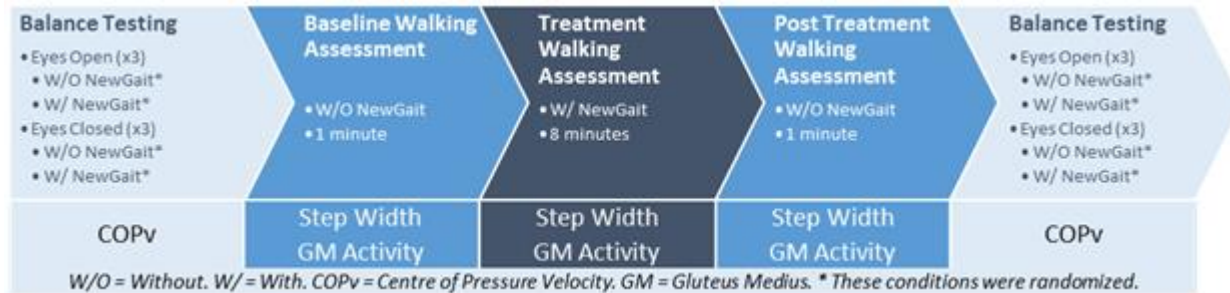 Balance Testing
• Eyes Open (x3)
• W/O NewGait*
• W/ NewGait*
• Eyes Closed (x3)
• W/O NewGait*
• W/ NewGait*
Baseline Walking
Assessment
• W/O NewGait
• 1 minute
Treatment
Walking
Assessment
• W/ NewGait
• 8 minutes
Post Treatment
Walking
Assessment
• W/O NewGait
• 1 minute
Balance Testing
• Eyes Open (x3)
• W/O NewGait*
• W/ NewGait*
• Eyes Closed (x3)
• W/O NewGait*
• W/ NewGait*
COPv
Step Width
GM Activity
Step Width
GM Activity
Step Width
GM Activity
COPv
W/O = Without. W/ = With. COPv = Centre of Pressure Velocity. GM = Gluteus Medius. * These conditions were randomized.